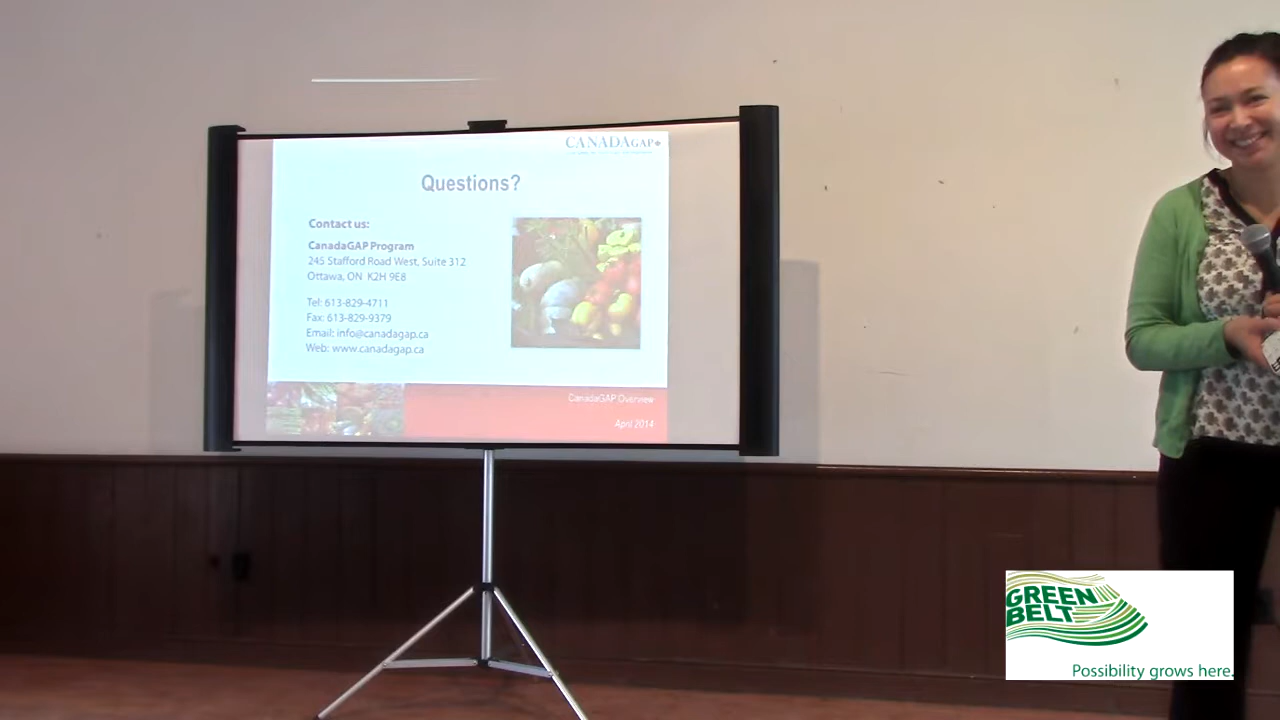 CANADAGAP
Questions?
Contact us:
CanadaGAP Program
245 Stafford Road West, Suite 312
Ottawa, ON K2H 9E8
Tel: 613-829-4711
Fax: 613-829-9379
Email: info@canadagap.ca
Web: www.canadagap.ca
CanadaGAP Overview
April 2014
GREEN
BELT
Possibility grows here.